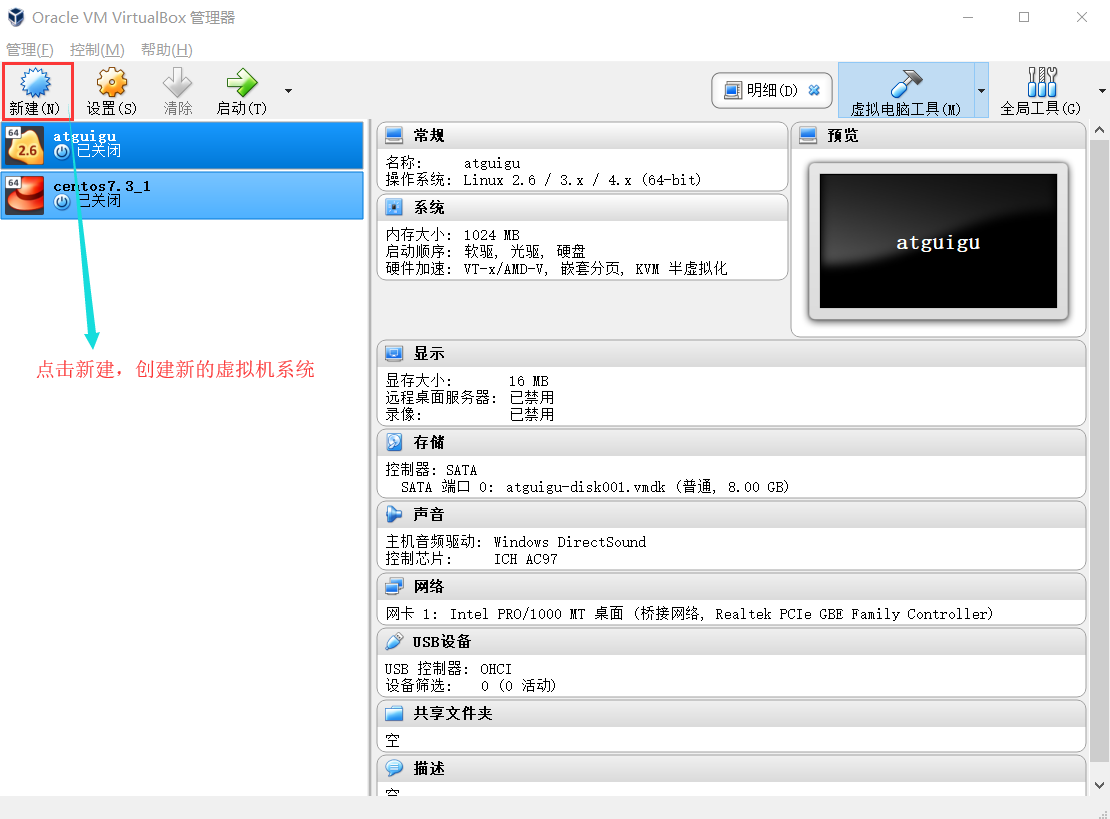 Oracle VM VirtualBox 管理器
管理(F) 控制(M) 帮助(H)
新建(N) 设置(S) 清除 启动(T) 明细(D) 虚拟电脑工具(M) 全局工具(G)
64
2.6
atguigu
已关闭
64
centos7.3_1
已关闭
点击新建，创建新的虚拟机系统
常规
名称: atguigu
操作系统: Linux 2.6 / 3.x / 4.x (64-bit)
系统
内存大小: 1024 MB
启动顺序: 软驱, 光驱, 硬盘
硬件加速: VT-x/AMD-V, 嵌套分页, KVM 半虚拟化
预览
atguigu
显示
显存大小: 16 MB
远程桌面服务器: 已禁用
录像: 已禁用
存储
控制器: SATA
SATA 端口 0: atguigu-disk001.vmdk (普通, 8.00 GB)
声音
主机音频驱动: Windows DirectSound
控制芯片: ICH AC97
网络
网卡 1: Intel PRO/1000 MT 桌面 (桥接网络, Realtek PCIe GBE Family Controller)
USB设备
USB 控制器: OHCI
设备筛选: 0 (0 活动)
共享文件夹
空
描述
空